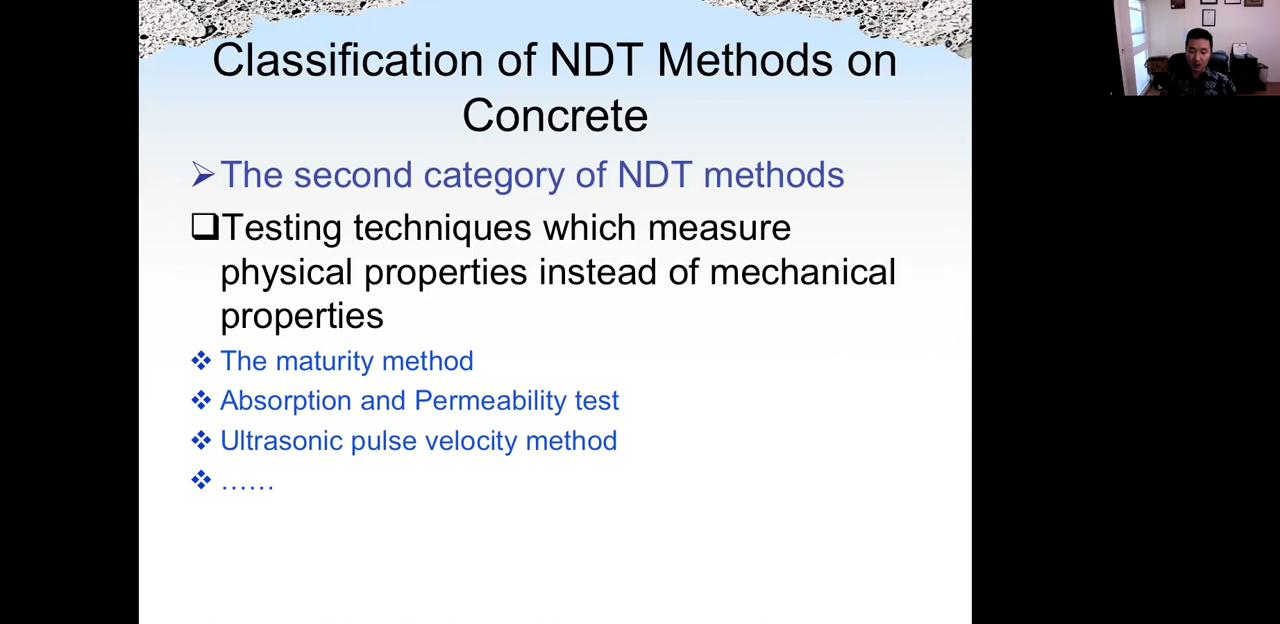 Classification of NDT Methods on
Concrete
The second category of NDT methods
Testing techniques which measure
physical properties instead of mechanical
properties
The maturity method
Absorption and Permeability test
Ultrasonic pulse velocity method
……